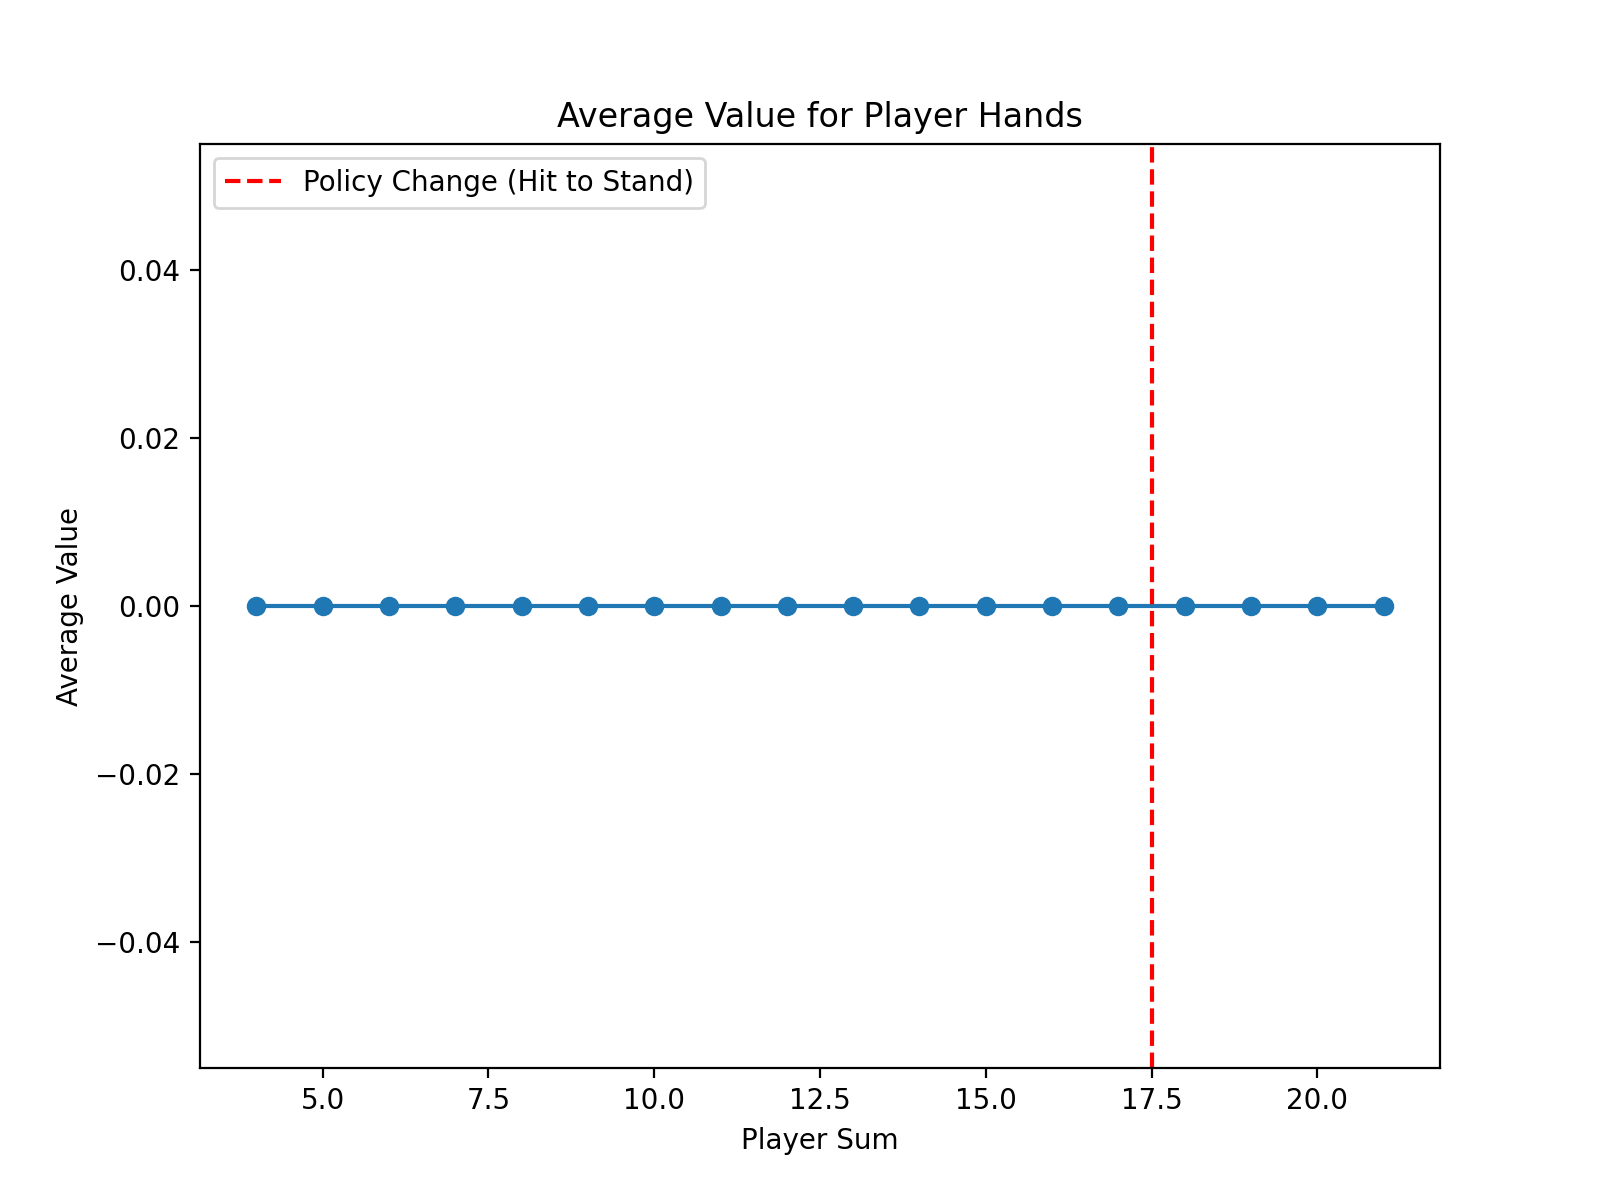 Average Value for Player Hands
Policy Change (Hit to Stand)
Average Value
0.04
0.02
0.00
−0.02
−0.04
5.0 7.5 10.0 12.5 15.0 17.5 20.0
Player Sum